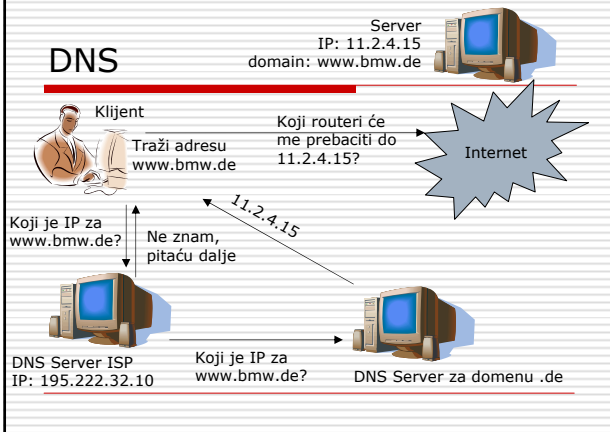 DNS
Server
IP: 11.2.4.15
domain: www.bmw.de
Klijent
Traži adresu
www.bmw.de
Koji routeri će
me prebaciti do
11.2.4.15?
Internet
Koji je IP za
www.bmw.de?
Ne znam,
pitaću dalje
11.2.4.15
DNS Server ISP
IP: 195.222.32.10
Koji je IP za
www.bmw.de?
DNS Server za domenu .de